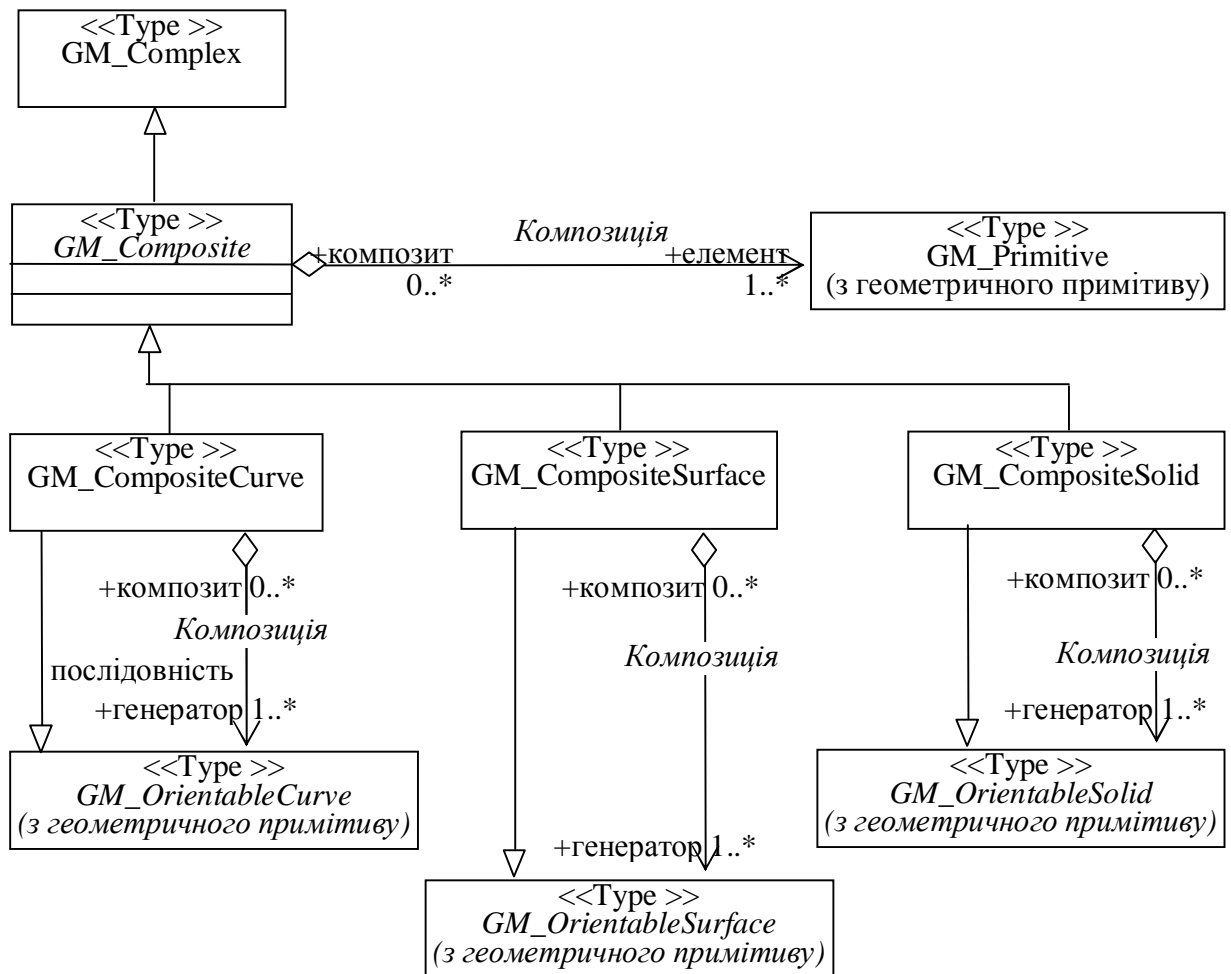 <<Type >>
GM_Complex
<<Type >>
GM_Composite
+композит
0..*
Композиція
+елемент
1..*
<<Type >>
GM_Primitive
(з геометричного примітиву)
<<Type >>
GM_CompositeCurve
<<Type >>
GM_CompositeSurface
<<Type >>
GM_CompositeSolid
+композит 0..*
Композиція
послідовність
+генератор 1..*
+композит 0..*
Композиція
+генератор 1..*
+композит 0..*
Композиція
+генератор 1..*
<<Type >>
GM_OrientableCurve
(з геометричного примітиву)
<<Type >>
GM_OrientableSolid
(з геометричного примітиву)
<<Type >>
GM_OrientableSurface
(з геометричного примітиву)